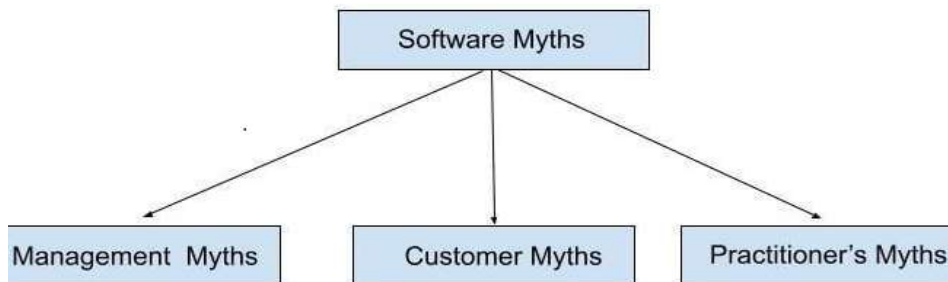 Software Myths
Management Myths
Customer Myths
Practitioner’s Myths